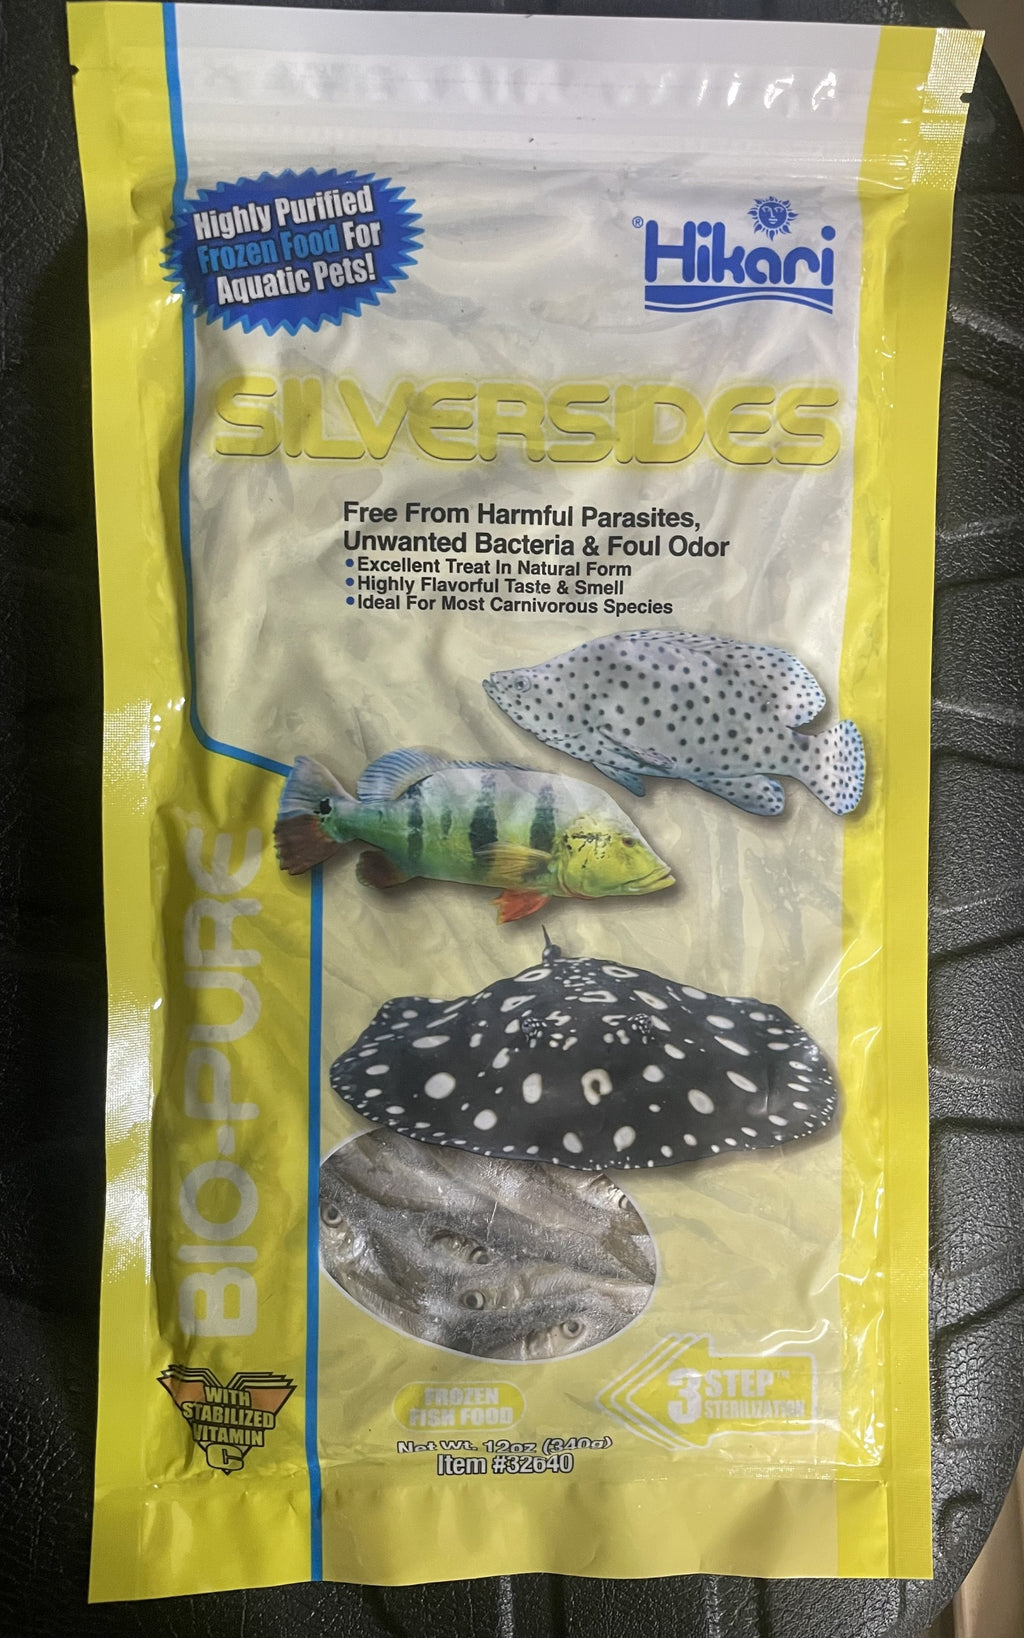 Highly Purified
Frozen Food For
Aquatic Pets!
® Hikari
SILVERSIDES
Free From Harmful Parasites,
Unwanted Bacteria & Foul Odor
• Excellent Treat In Natural Form
• Highly Flavorful Taste & Smell
• Ideal For Most Carnivorous Species
BIO-PURE
WITH
STABILIZED
VITAMIN
C
FROZEN
FISH FOOD
3 STEP™
STERILIZATION
Net Wt. 12oz (340g)
Item #32640